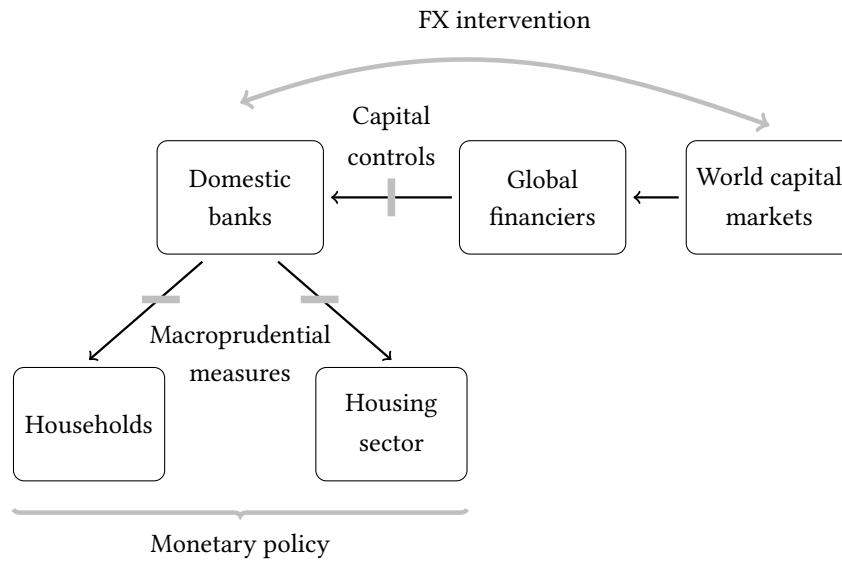 FX intervention
Capital
controls
Domestic
banks
Global
financiers
World capital
markets
Macroprudential
measures
Households
Housing
sector
Monetary policy